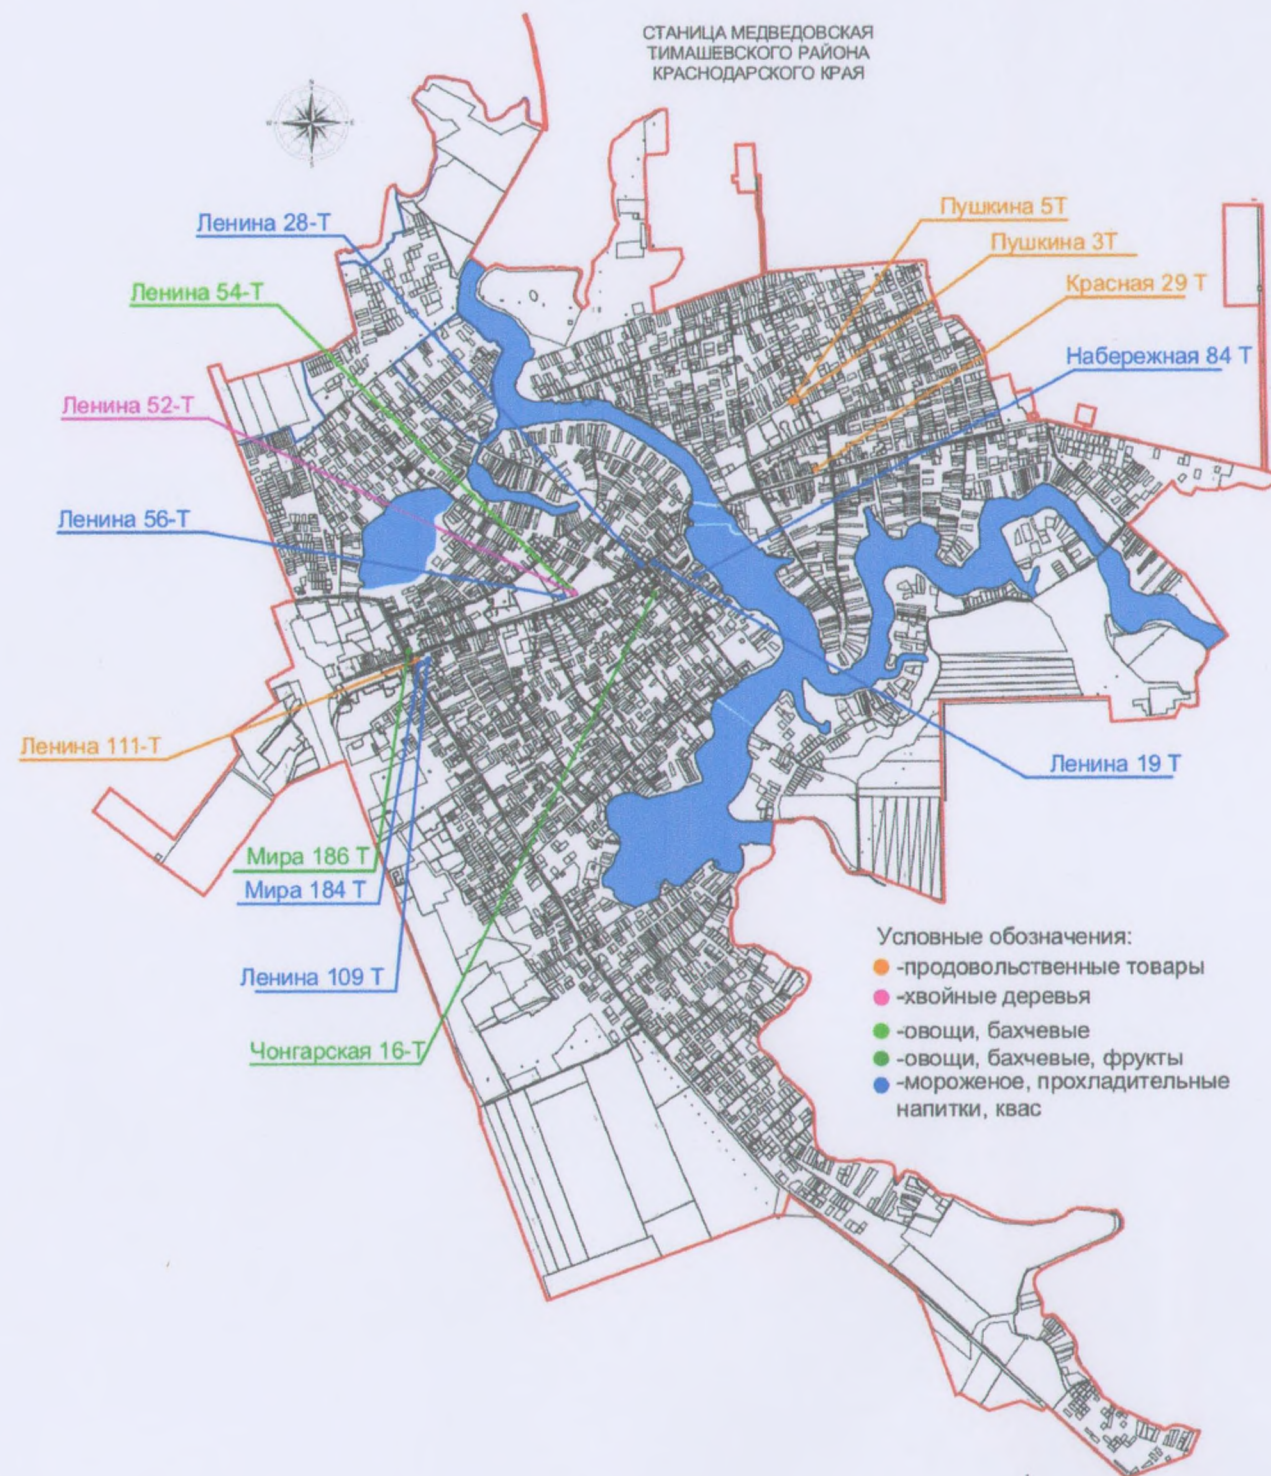 СТАНИЦА МЕДВЕДОВСКАЯ
ТИМАШЕВСКОГО РАЙОНА
КРАСНОДАРСКОГО КРАЯ
N
W
E
S
Ленина 28-Т
Ленина 54-Т
Ленина 52-Т
Ленина 56-Т
Ленина 111-Т
Мира 186 Т
Мира 184 Т
Ленина 109 Т
Чонгарская 16-Т
Пушкина 5Т
Пушкина 3Т
Красная 29 Т
Набережная 84 Т
Ленина 19 Т
Условные обозначения:
-продовольственные товары
-хвойные деревья
-овощи, бахчевые
-овощи, бахчевые, фрукты
-мороженое, прохладительные
напитки, квас